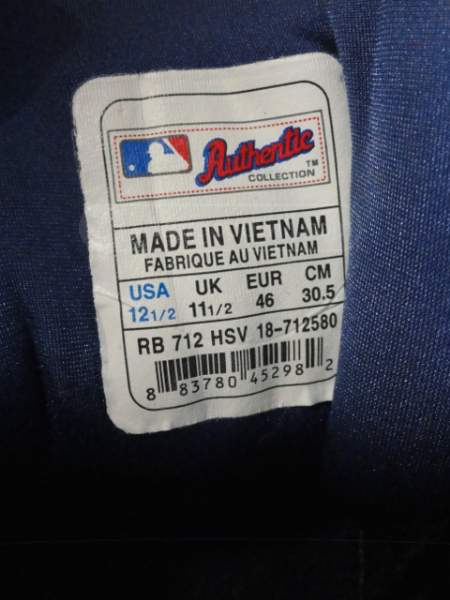 Authentic ™
COLLECTION
MADE IN VIETNAM
FABRIQUE AU VIETNAM
USA UK EUR CM
12 1/2 11 1/2 46 30.5
RB 712 HSV 18-712580
8 83780 45298 2